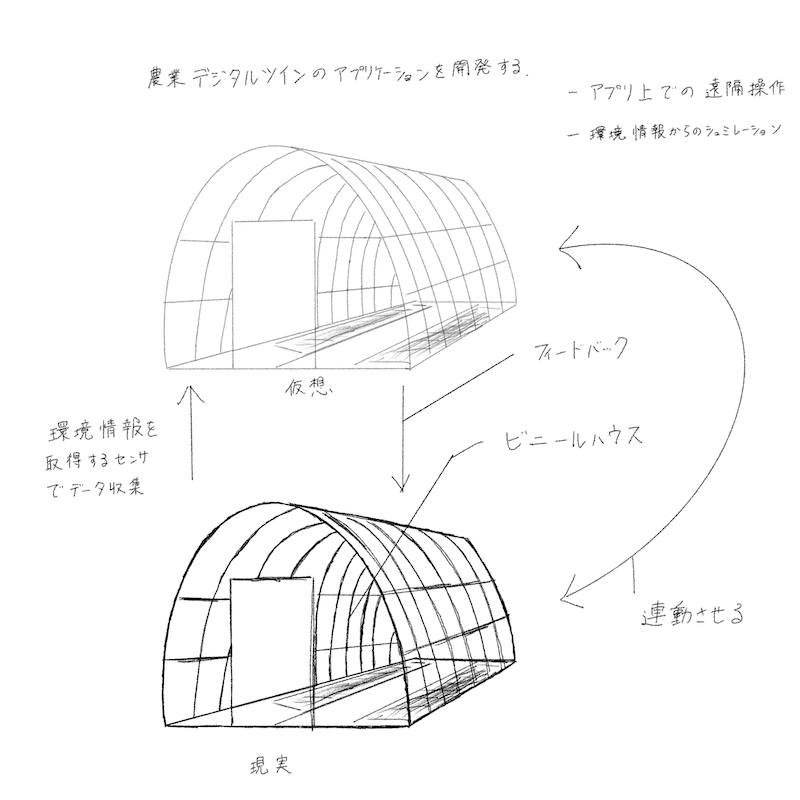 農業デジタルツインのアプリケーションを開発する.
- アプリ上での遠隔操作
- 環境情報からのシュミレーション
仮想
フィードバック
環境情報を
取得するセンサ
でデータ収集
ビニールハウス
連動させる
現実